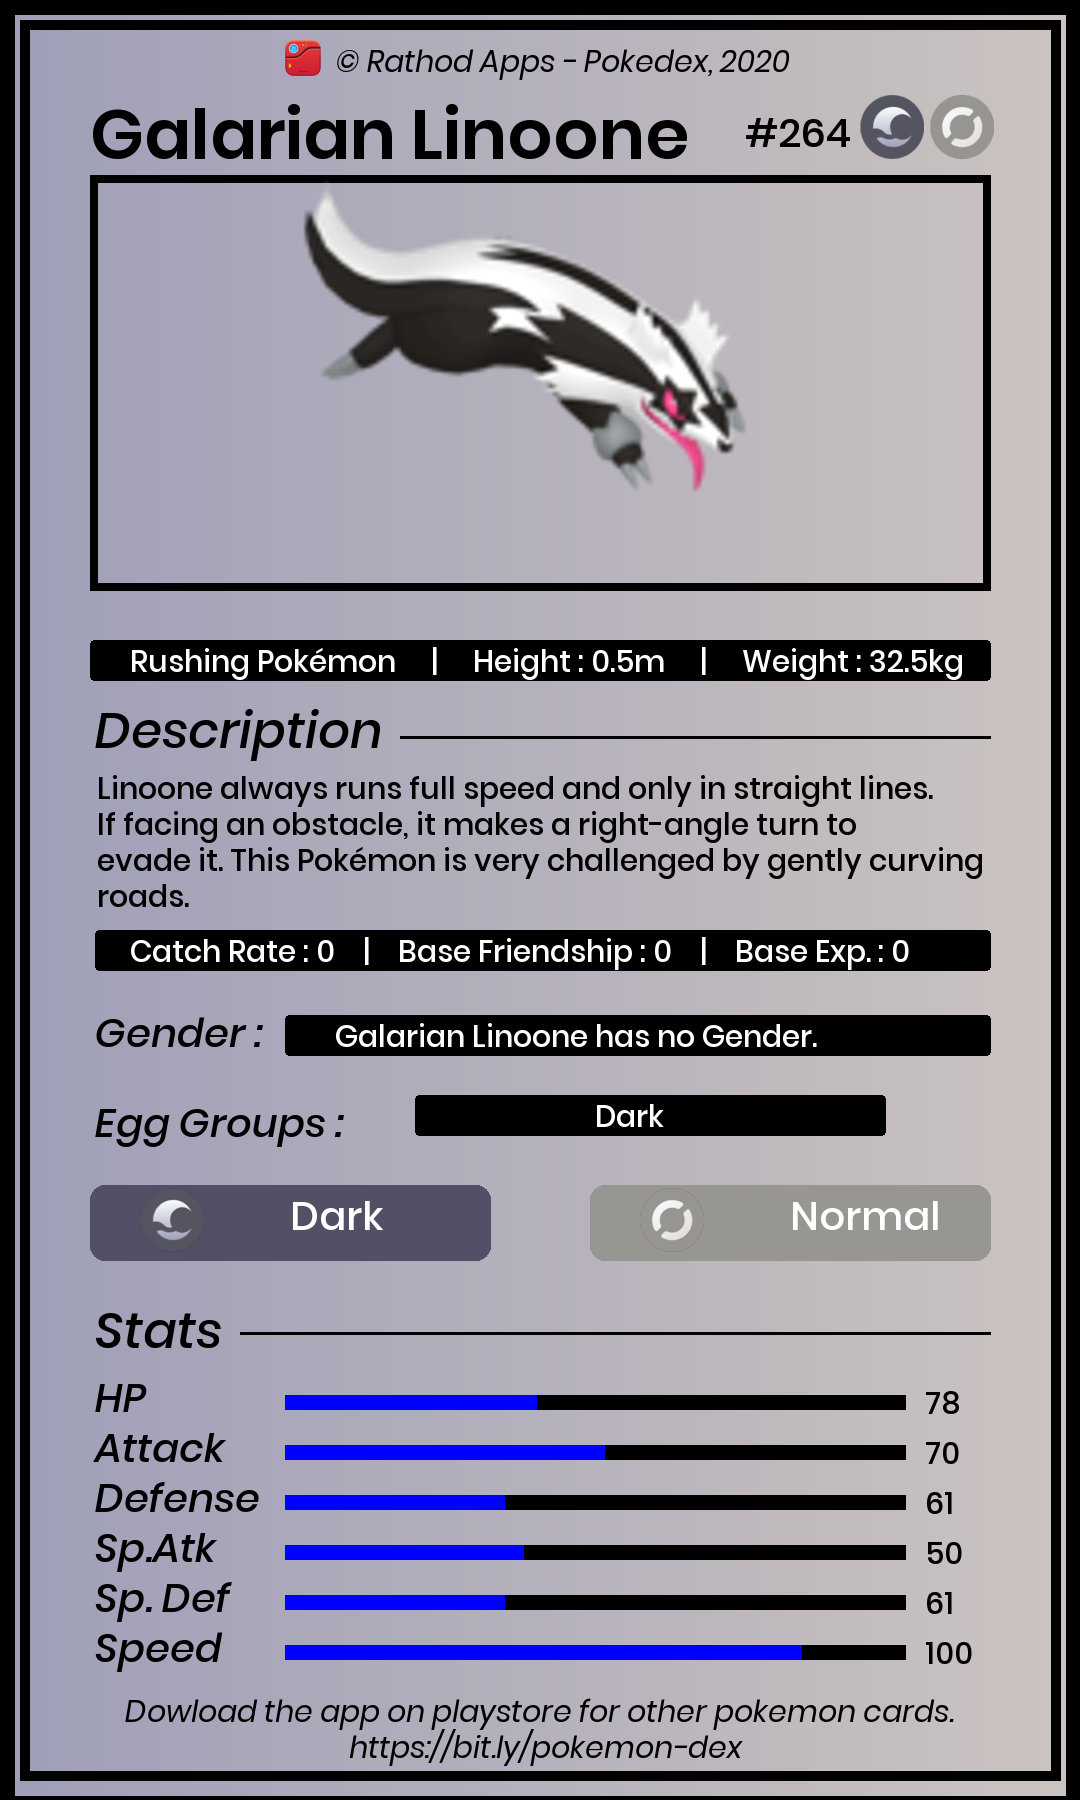 © Rathod Apps - Pokedex, 2020
Galarian Linoone #264
Rushing Pokémon | Height : 0.5m | Weight : 32.5kg
Description
Linoone always runs full speed and only in straight lines.
If facing an obstacle, it makes a right-angle turn to
evade it. This Pokémon is very challenged by gently curving
roads.
Catch Rate : 0 | Base Friendship : 0 | Base Exp. : 0
Gender : Galarian Linoone has no Gender.
Egg Groups : Dark
Dark Normal
Stats
HP 78
Attack 70
Defense 61
Sp.Atk 50
Sp. Def 61
Speed 100
Dowload the app on playstore for other pokemon cards.
https://bit.ly/pokemon-dex